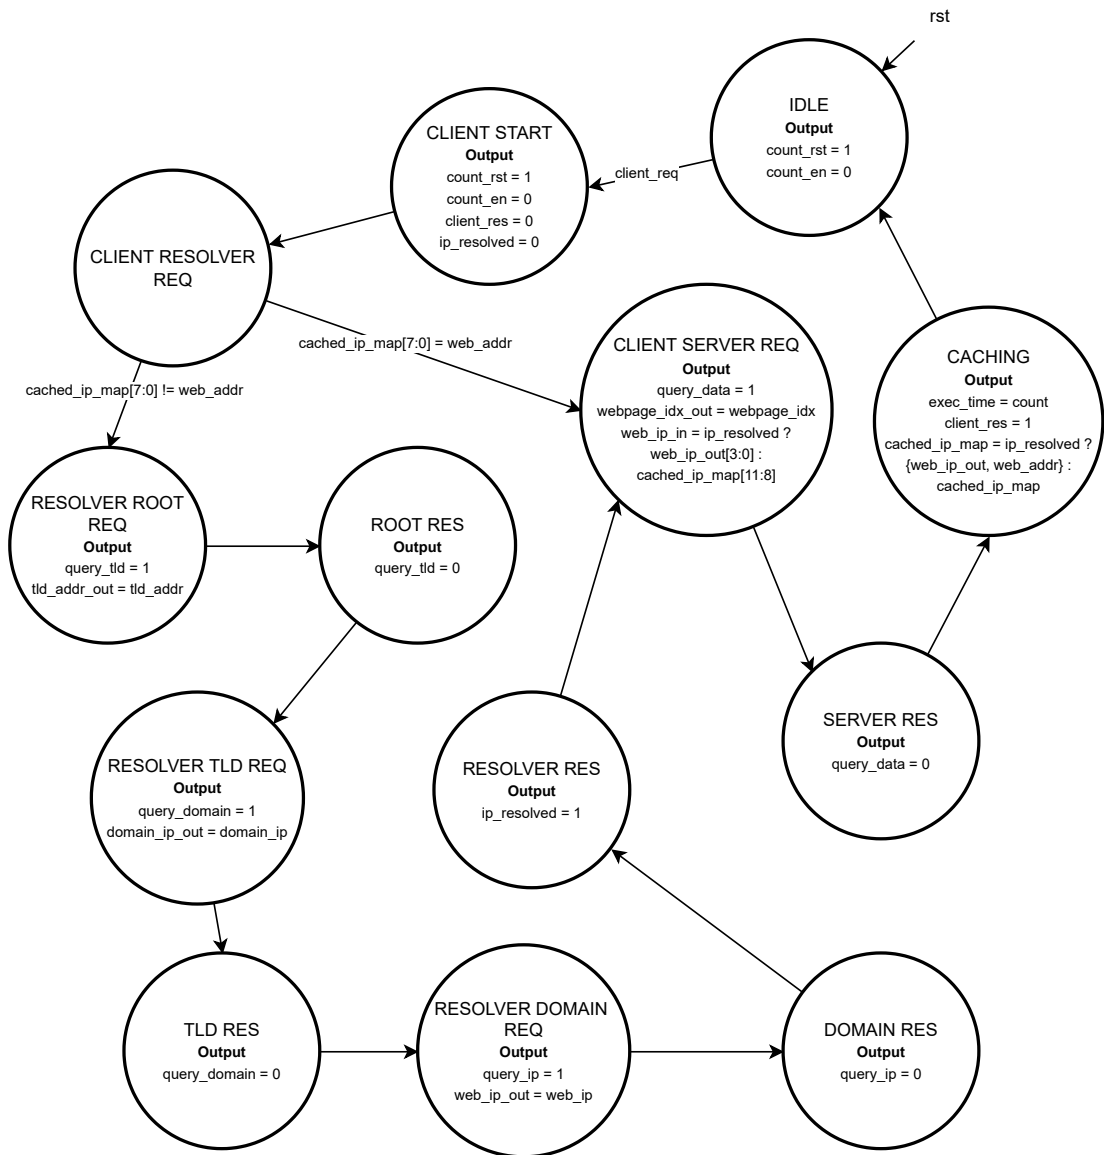 rst
IDLE
Output
count_rst = 1
count_en = 0
client_req
CLIENT START
Output
count_rst = 1
count_en = 0
client_res = 0
ip_resolved = 0
CLIENT RESOLVER
REQ
cached_ip_map[7:0] = web_addr
cached_ip_map[7:0] != web_addr
CLIENT SERVER REQ
Output
query_data = 1
webpage_idx_out = webpage_idx
web_ip_in = ip_resolved ?
web_ip_out[3:0] :
cached_ip_map[11:8]
CACHING
Output
exec_time = count
client_res = 1
cached_ip_map = ip_resolved ?
{web_ip_out, web_addr} :
cached_ip_map
RESOLVER ROOT
REQ
Output
query_tld = 1
tld_addr_out = tld_addr
ROOT RES
Output
query_tld = 0
RESOLVER TLD REQ
Output
query_domain = 1
domain_ip_out = domain_ip
RESOLVER RES
Output
ip_resolved = 1
SERVER RES
Output
query_data = 0
TLD RES
Output
query_domain = 0
RESOLVER DOMAIN
REQ
Output
query_ip = 1
web_ip_out = web_ip
DOMAIN RES
Output
query_ip = 0